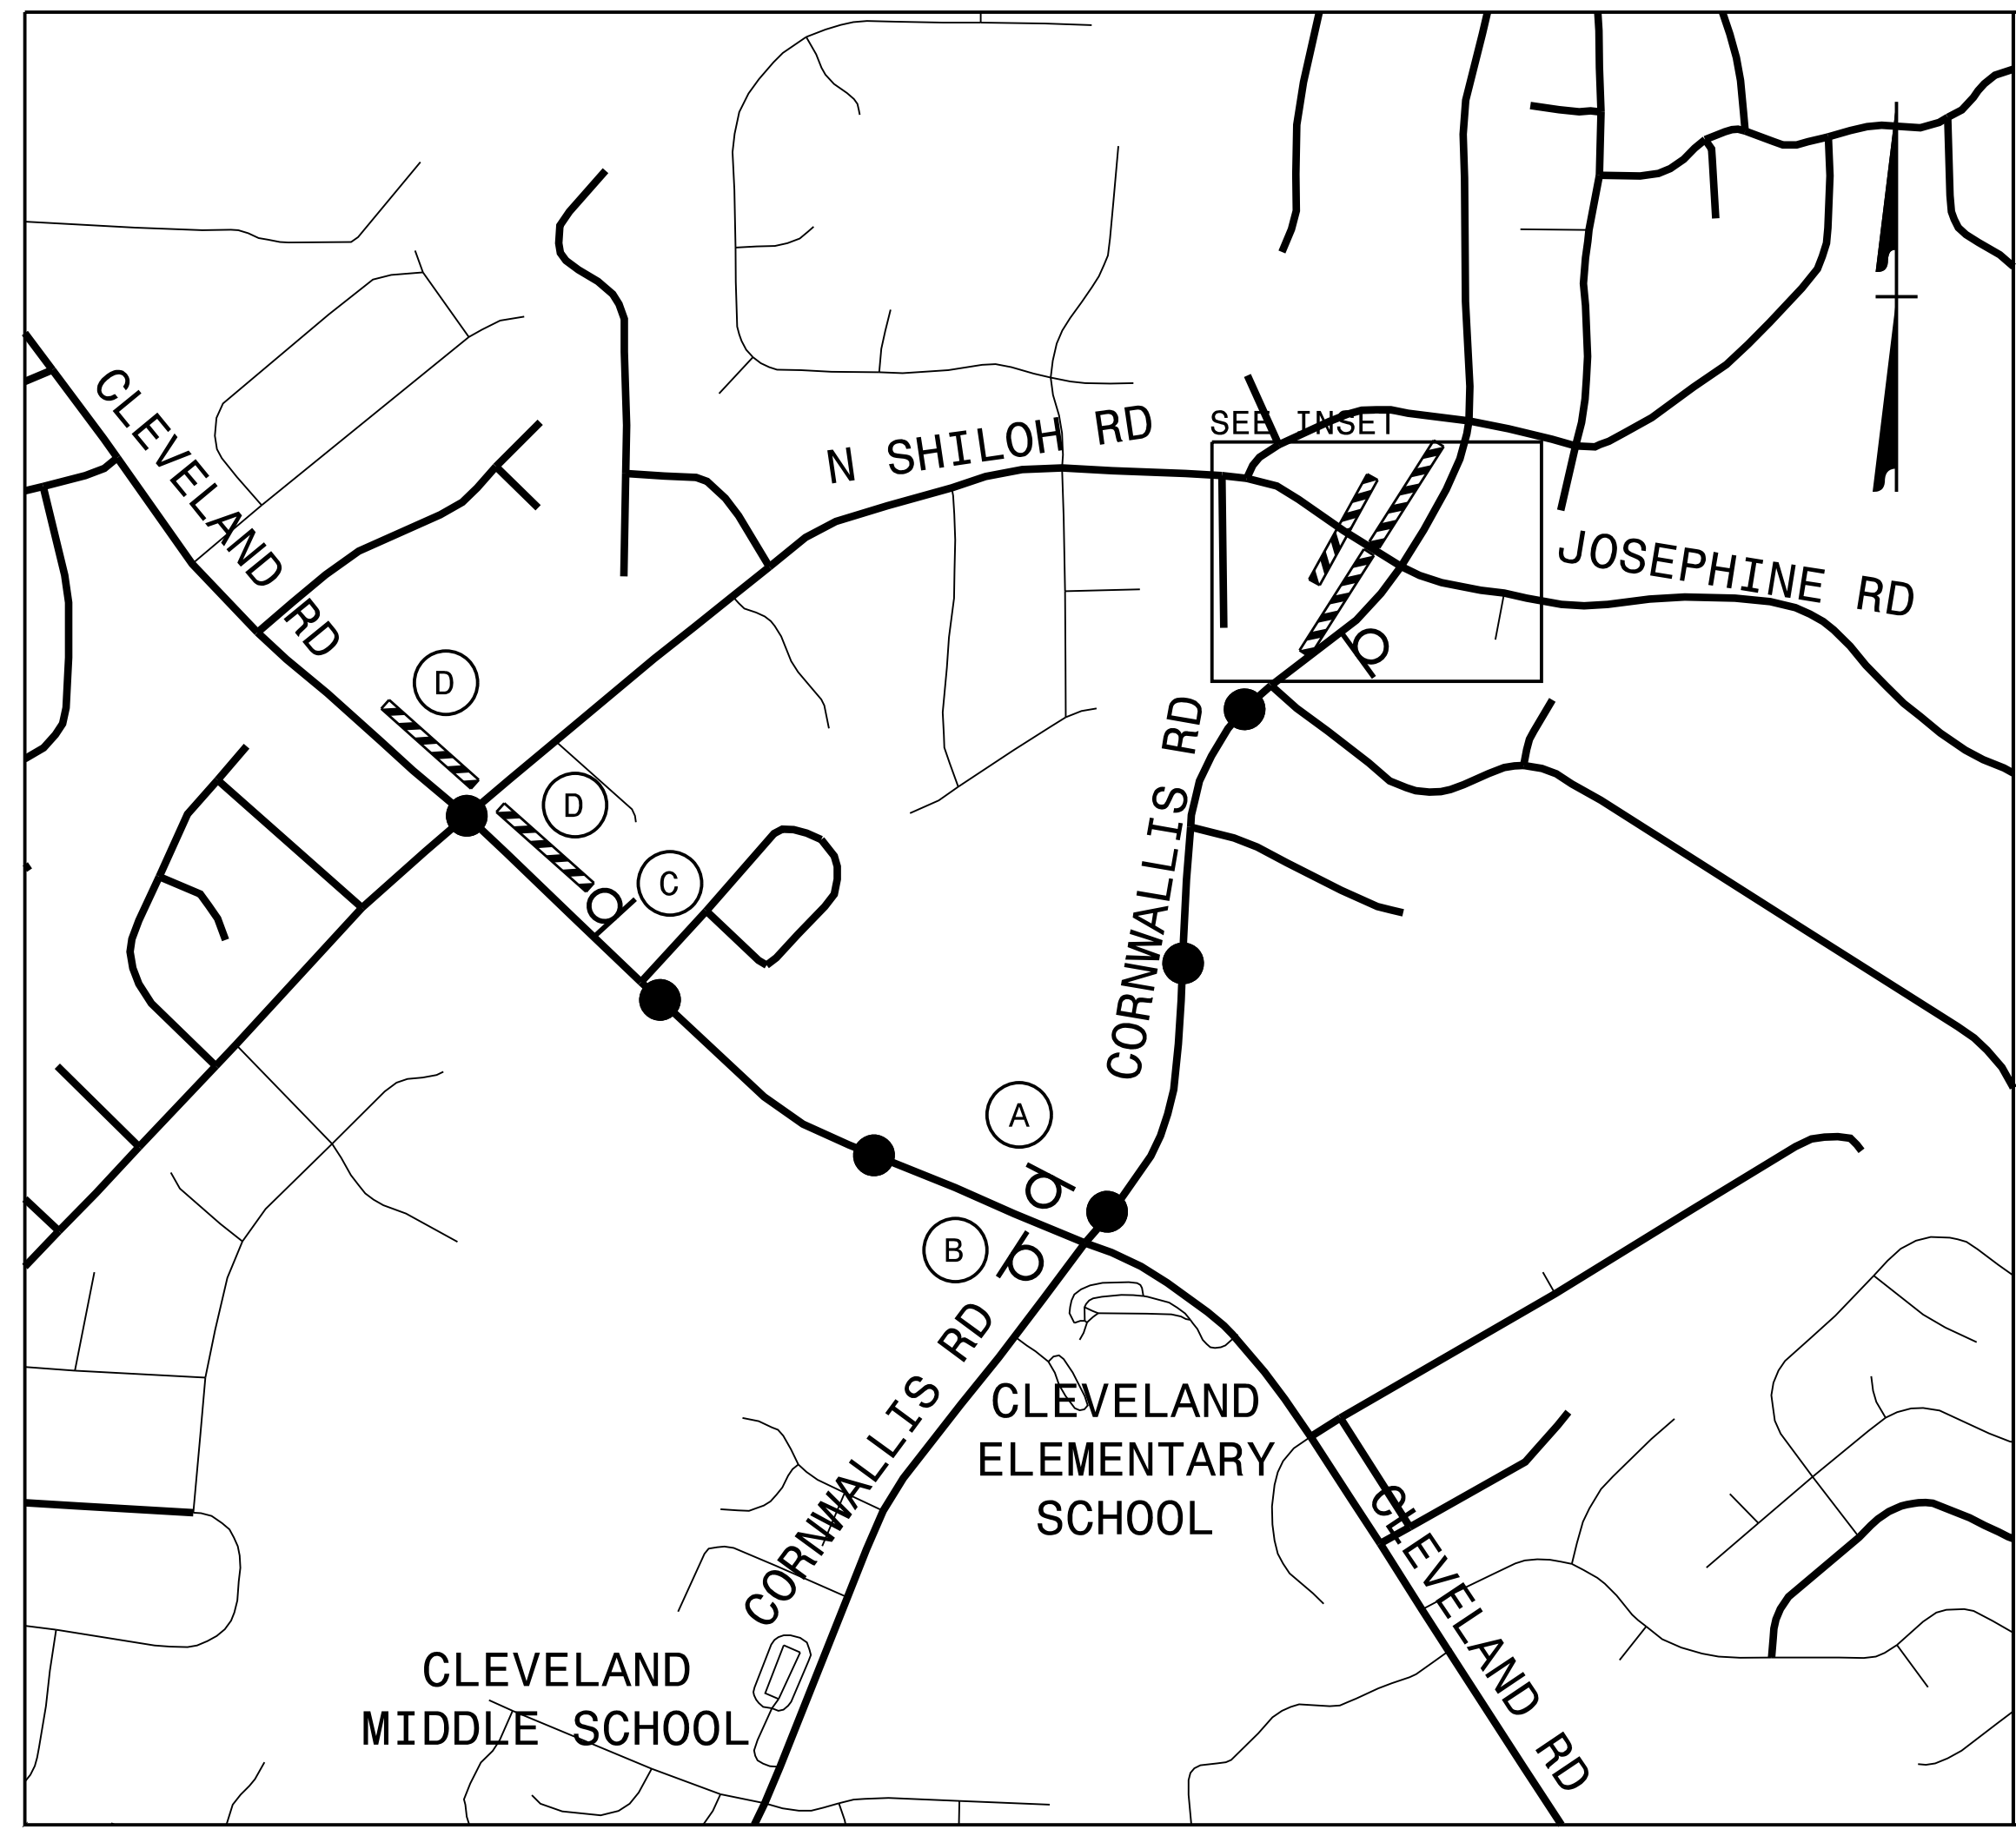 SEE INSET
N SHILOH RD
CLEVELAND RD
JOSEPHINE RD
D
D
C
CORNWALLIS RD
A
B
CORNWALLIS RD
CLEVELAND
ELEMENTARY
SCHOOL
CLEVELAND RD
CLEVELAND
MIDDLE SCHOOL